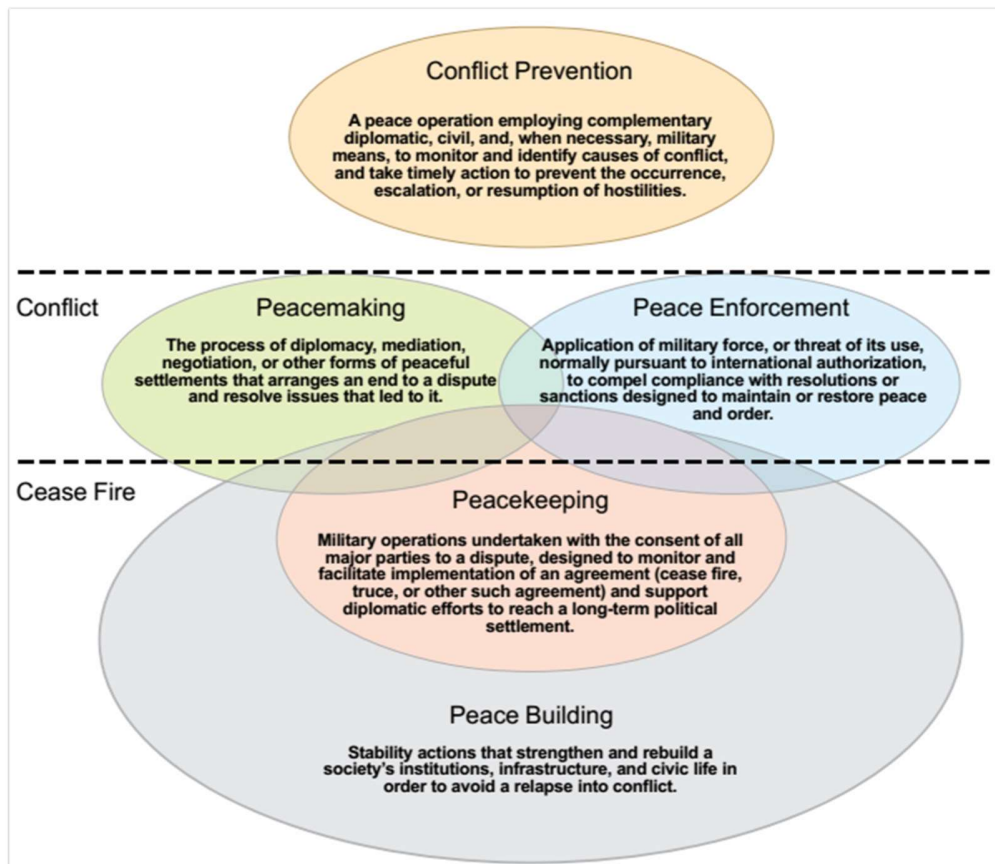 Conflict Prevention
A peace operation employing complementary
diplomatic, civil, and, when necessary, military
means, to monitor and identify causes of conflict,
and take timely action to prevent the occurrence,
escalation, or resumption of hostilities.
Conflict
Peacemaking
The process of diplomacy, mediation,
negotiation, or other forms of peaceful
settlements that arranges an end to a dispute
and resolve issues that led to it.
Peace Enforcement
Application of military force, or threat of its use,
normally pursuant to international authorization,
to compel compliance with resolutions or
sanctions designed to maintain or restore peace
and order.
Cease Fire
Peacekeeping
Military operations undertaken with the consent of all
major parties to a dispute, designed to monitor and
facilitate implementation of an agreement (cease fire,
truce, or other such agreement) and support
diplomatic efforts to reach a long-term political
settlement.
Peace Building
Stability actions that strengthen and rebuild a
society's institutions, infrastructure, and civic life in
order to avoid a relapse into conflict.